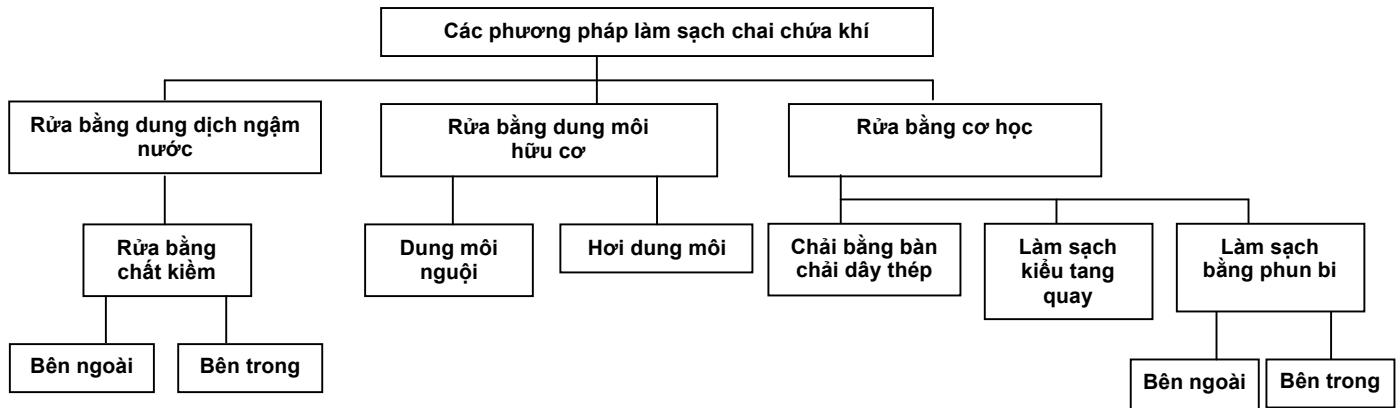 Các phương pháp làm sạch chai chứa khí
Rửa bằng dung dịch ngậm
nước
Rửa bằng dung môi
hữu cơ
Rửa bằng cơ học
Rửa bằng
chất kiềm
Dung môi
nguội
Hơi dung môi
Chải bằng bàn
chải dây thép
Làm sạch
kiểu tang
quay
Làm sạch
bằng phun bi
Bên ngoài
Bên trong
Bên ngoài
Bên trong